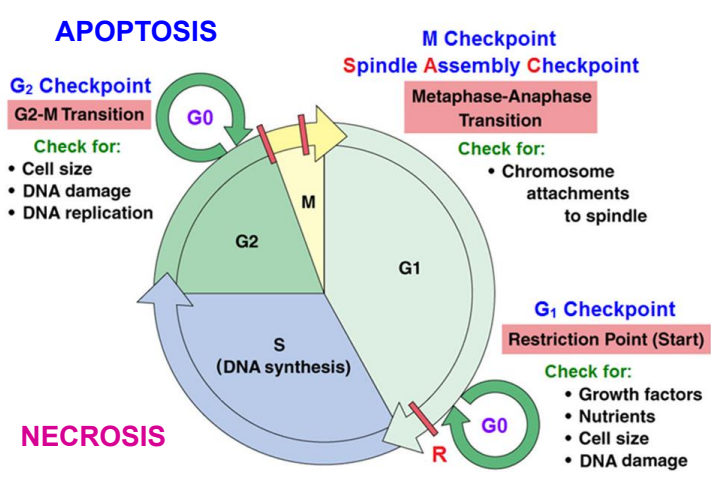 APOPTOSIS
M Checkpoint
Spindle Assembly Checkpoint
Metaphase-Anaphase
Transition
Check for:
• Chromosome
attachments
to spindle
G₂ Checkpoint
G2-M Transition
Check for:
• Cell size
• DNA damage
• DNA replication
G0
M
G2
G1
S
(DNA synthesis)
G₁ Checkpoint
Restriction Point (Start)
Check for:
• Growth factors
• Nutrients
• Cell size
• DNA damage
G0
R
NECROSIS